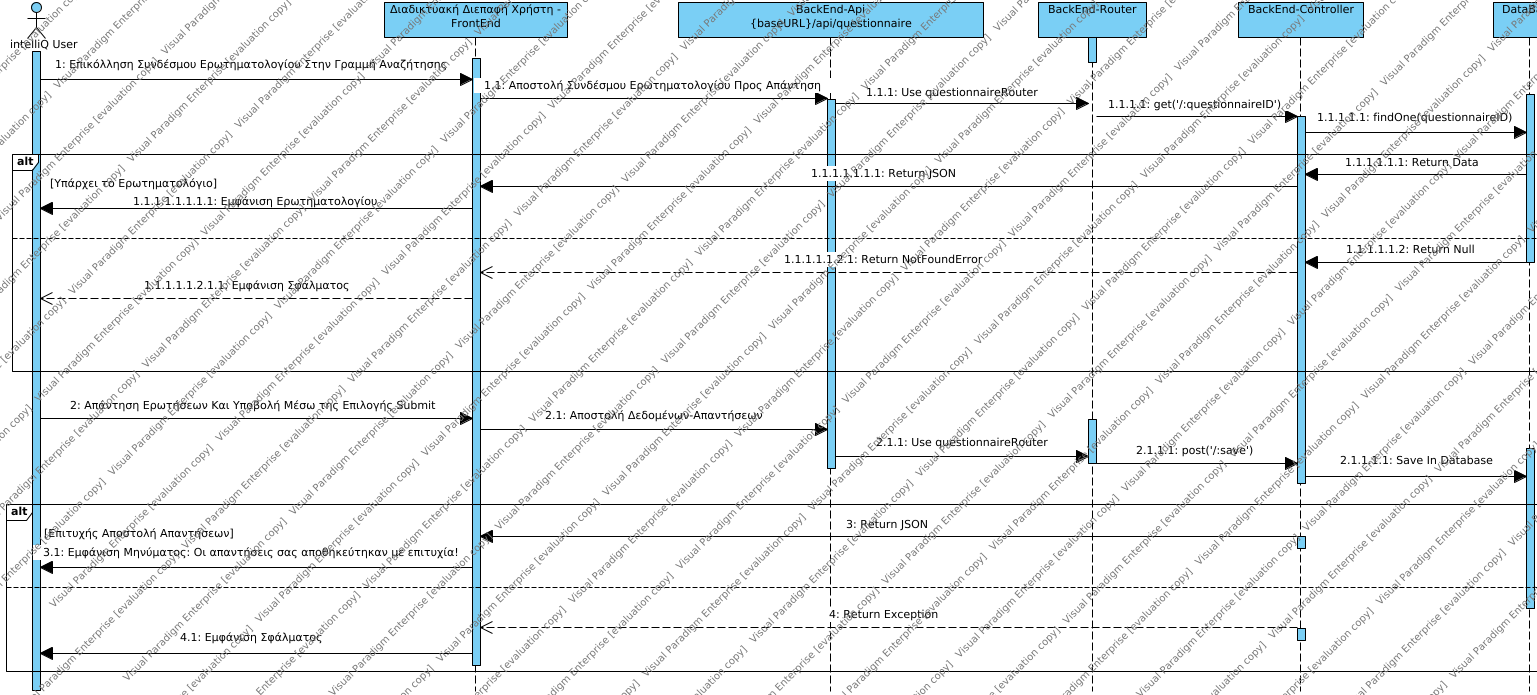 Διαδικτυακή Διεπαφή Χρήστη -
FrontEnd
BackEnd-Api
{baseURL}/api/questionnaire
BackEnd-Router
BackEnd-Controller
intelliQ User
1: Επικόλληση Συνδέσμου Ερωτηματολογίου Στην Γραμμή Αναζήτησης
1.1: Αποστολή Συνδέσμου Ερωτηματολογίου Προς Απάντηση
1.1.1: Use questionnaireRouter
1.1.1.1: get('/:questionnaireID')
1.1.1.1.1: findOne(questionnaireID)
alt
1.1.1.1.1.1: Return Data
[Υπάρχει το Ερωτηματολόγιο]
1.1.1.1.1.1.1: Return JSON
1.1.1.1.1.1.1.1: Εμφάνιση Ερωτηματολογίου
1.1.1.1.1.2: Return Null
1.1.1.1.1.2.1: Return NotFoundError
1.1.1.1.1.2.1.1: Εμφάνιση Σφάλματος
2: Απάντηση Ερωτήσεων Και Υποβολή Μέσω της Επιλογής Submit
2.1: Αποστολή Δεδομένων-Απαντήσεων
2.1.1: Use questionnaireRouter
2.1.1.1: post('/:save')
2.1.1.1.1: Save In Database
alt
[Επιτυχής Αποστολή Απαντήσεων]
3: Return JSON
3.1: Εμφάνιση Μηνύματος: Οι απαντήσεις σας αποθηκεύτηκαν με επιτυχία!
4: Return Exception
4.1: Εμφάνιση Σφάλματος
Visual Paradigm Enterprise [evaluation copy]